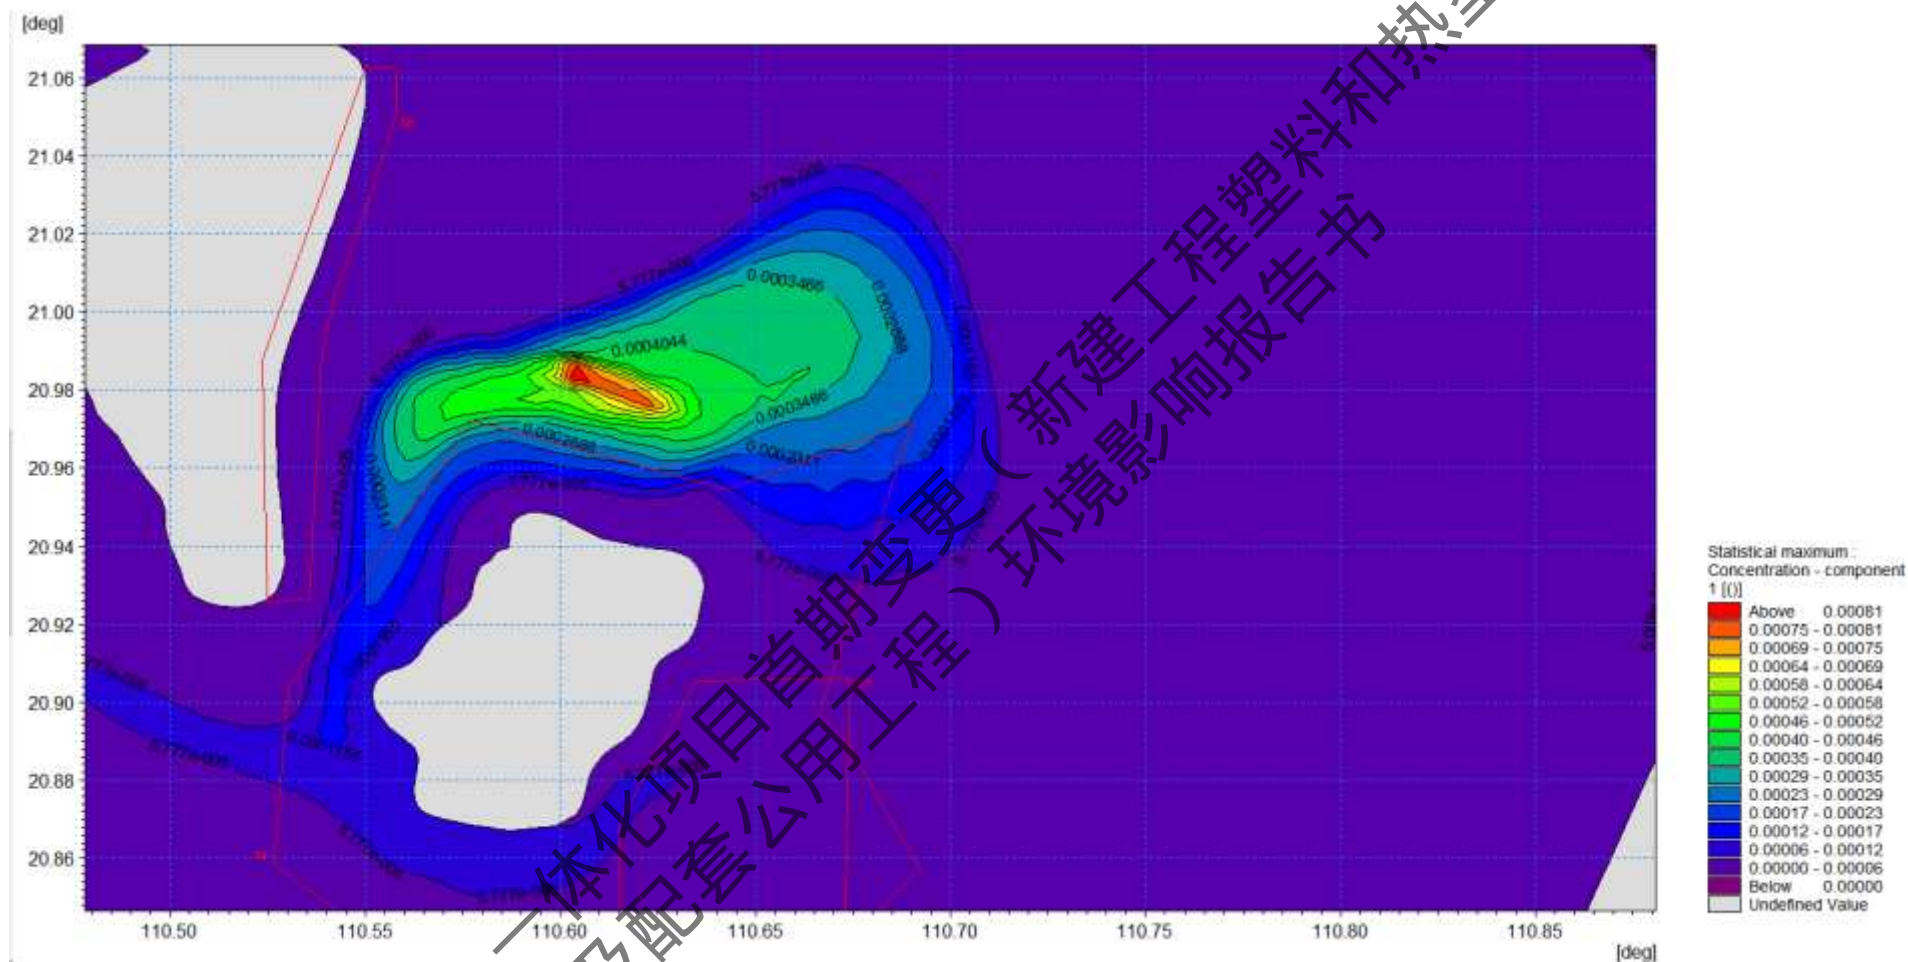 [deg]
21.06
21.04
21.02
21.00
20.98
20.96
20.94
20.92
20.90
20.88
20.86
110.50
110.55
110.60
110.65
110.70
110.75
110.80
110.85
[deg]
0.0003466
0.0004044
0.0003466
0.0002888
0.0002888
Statistical maximum :
Concentration - component
1 [()]
Above 0.00081
0.00075 - 0.00081
0.00069 - 0.00075
0.00064 - 0.00069
0.00058 - 0.00064
0.00052 - 0.00058
0.00046 - 0.00052
0.00040 - 0.00046
0.00035 - 0.00040
0.00029 - 0.00035
0.00023 - 0.00029
0.00017 - 0.00023
0.00012 - 0.00017
0.00006 - 0.00012
0.00000 - 0.00006
Below 0.00000
Undefined Value
一体化项目首期变更（新建工程塑料和热塑
及配套公用工程）环境影响报告书